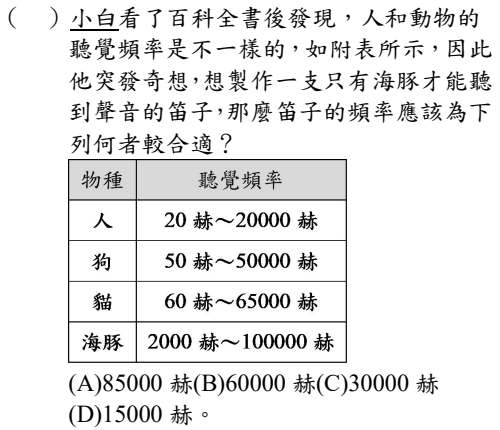 （　）小白看了百科全書後發現，人和動物的
聽覺頻率是不一樣的，如附表所示，因此
他突發奇想，想製作一支只有海豚才能聽
到聲音的笛子，那麼笛子的頻率應該為下
列何者較合適？
物種　聽覺頻率
人　20 赫～20000 赫
狗　50 赫～50000 赫
貓　60 赫～65000 赫
海豚　2000 赫～100000 赫
(A)85000 赫(B)60000 赫(C)30000 赫
(D)15000 赫。